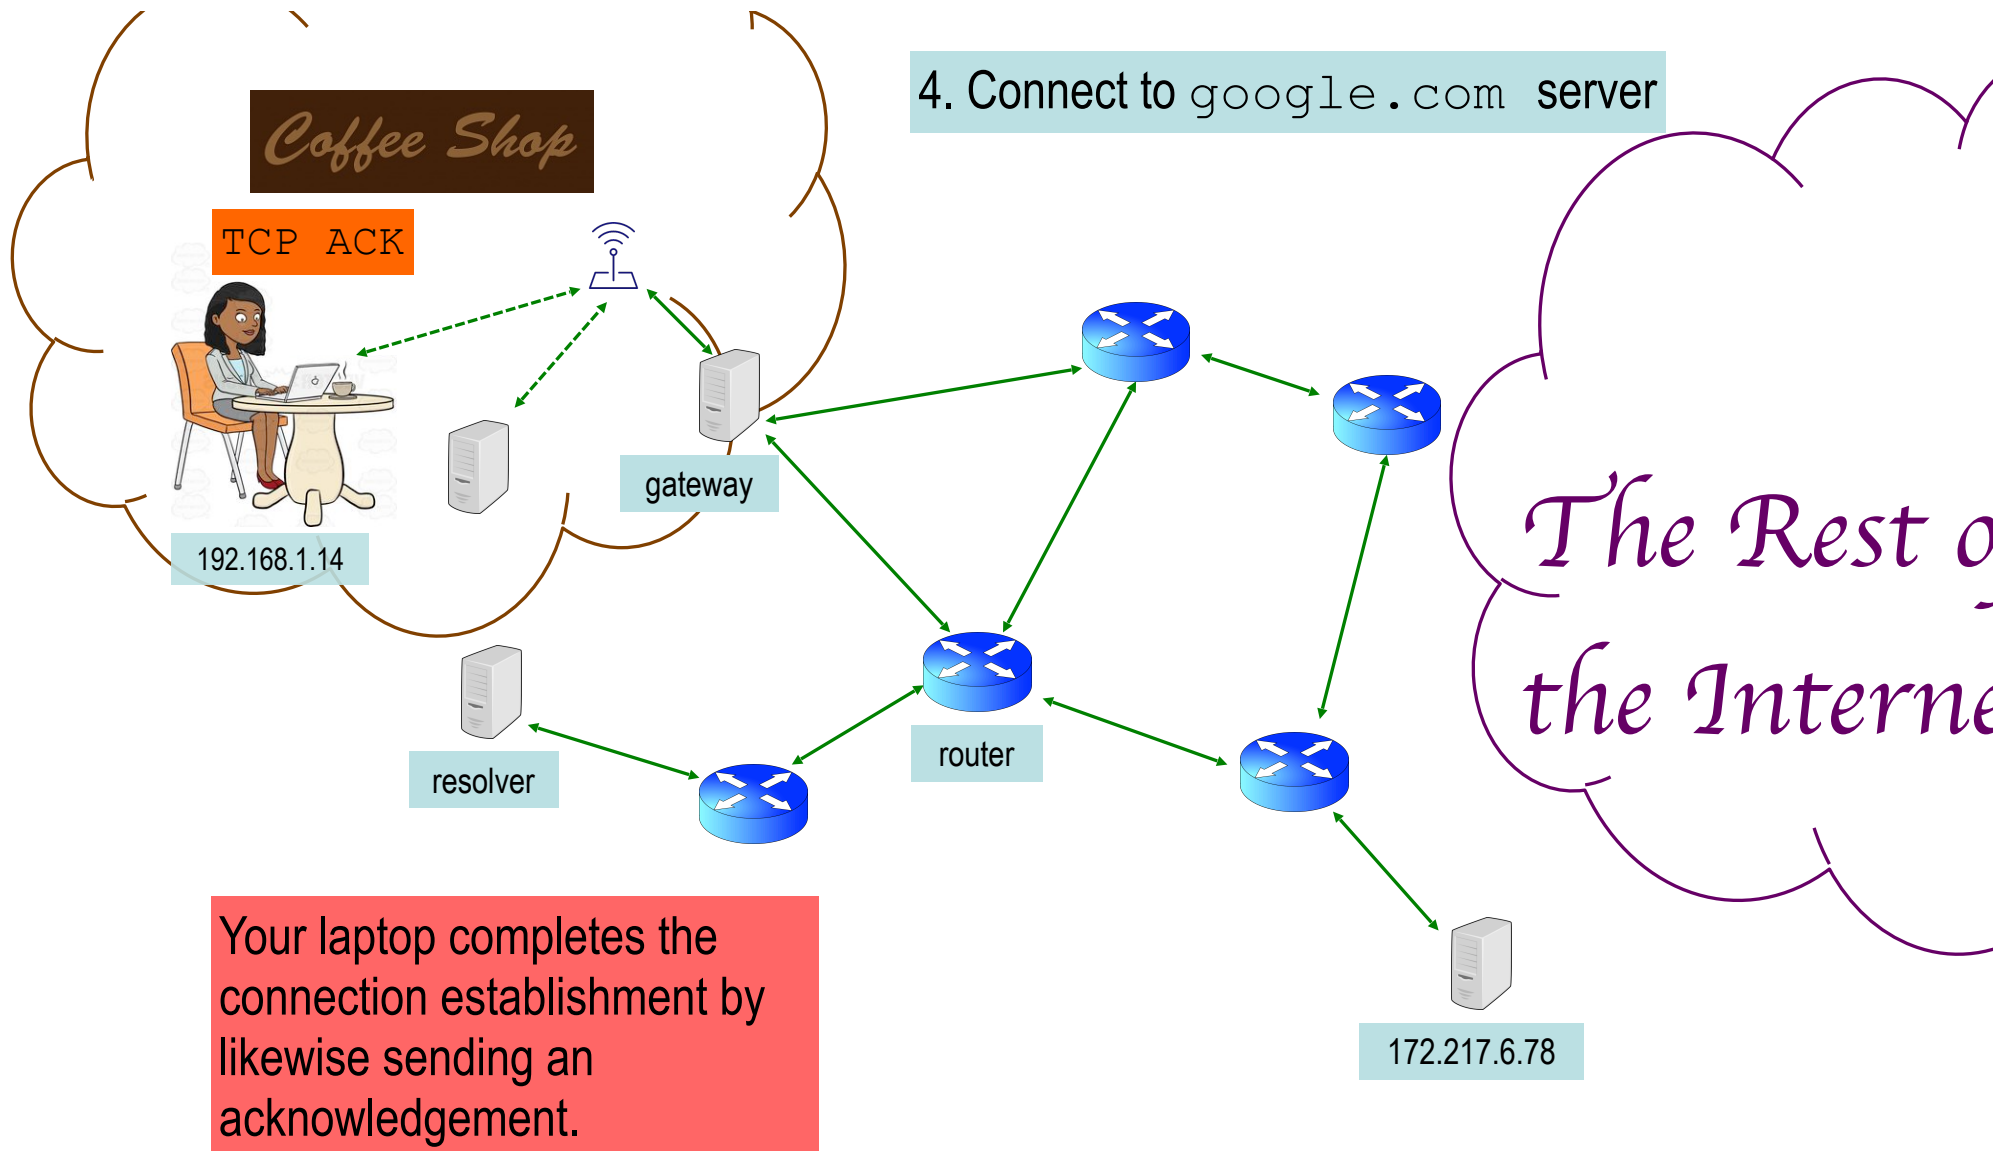 4. Connect to google.com server
Coffee Shop
TCP ACK
gateway
192.168.1.14
The Rest
the
router
resolver
Your laptop completes the
connection establishment by
likewise sending an
acknowledgement.
172.217.6.78